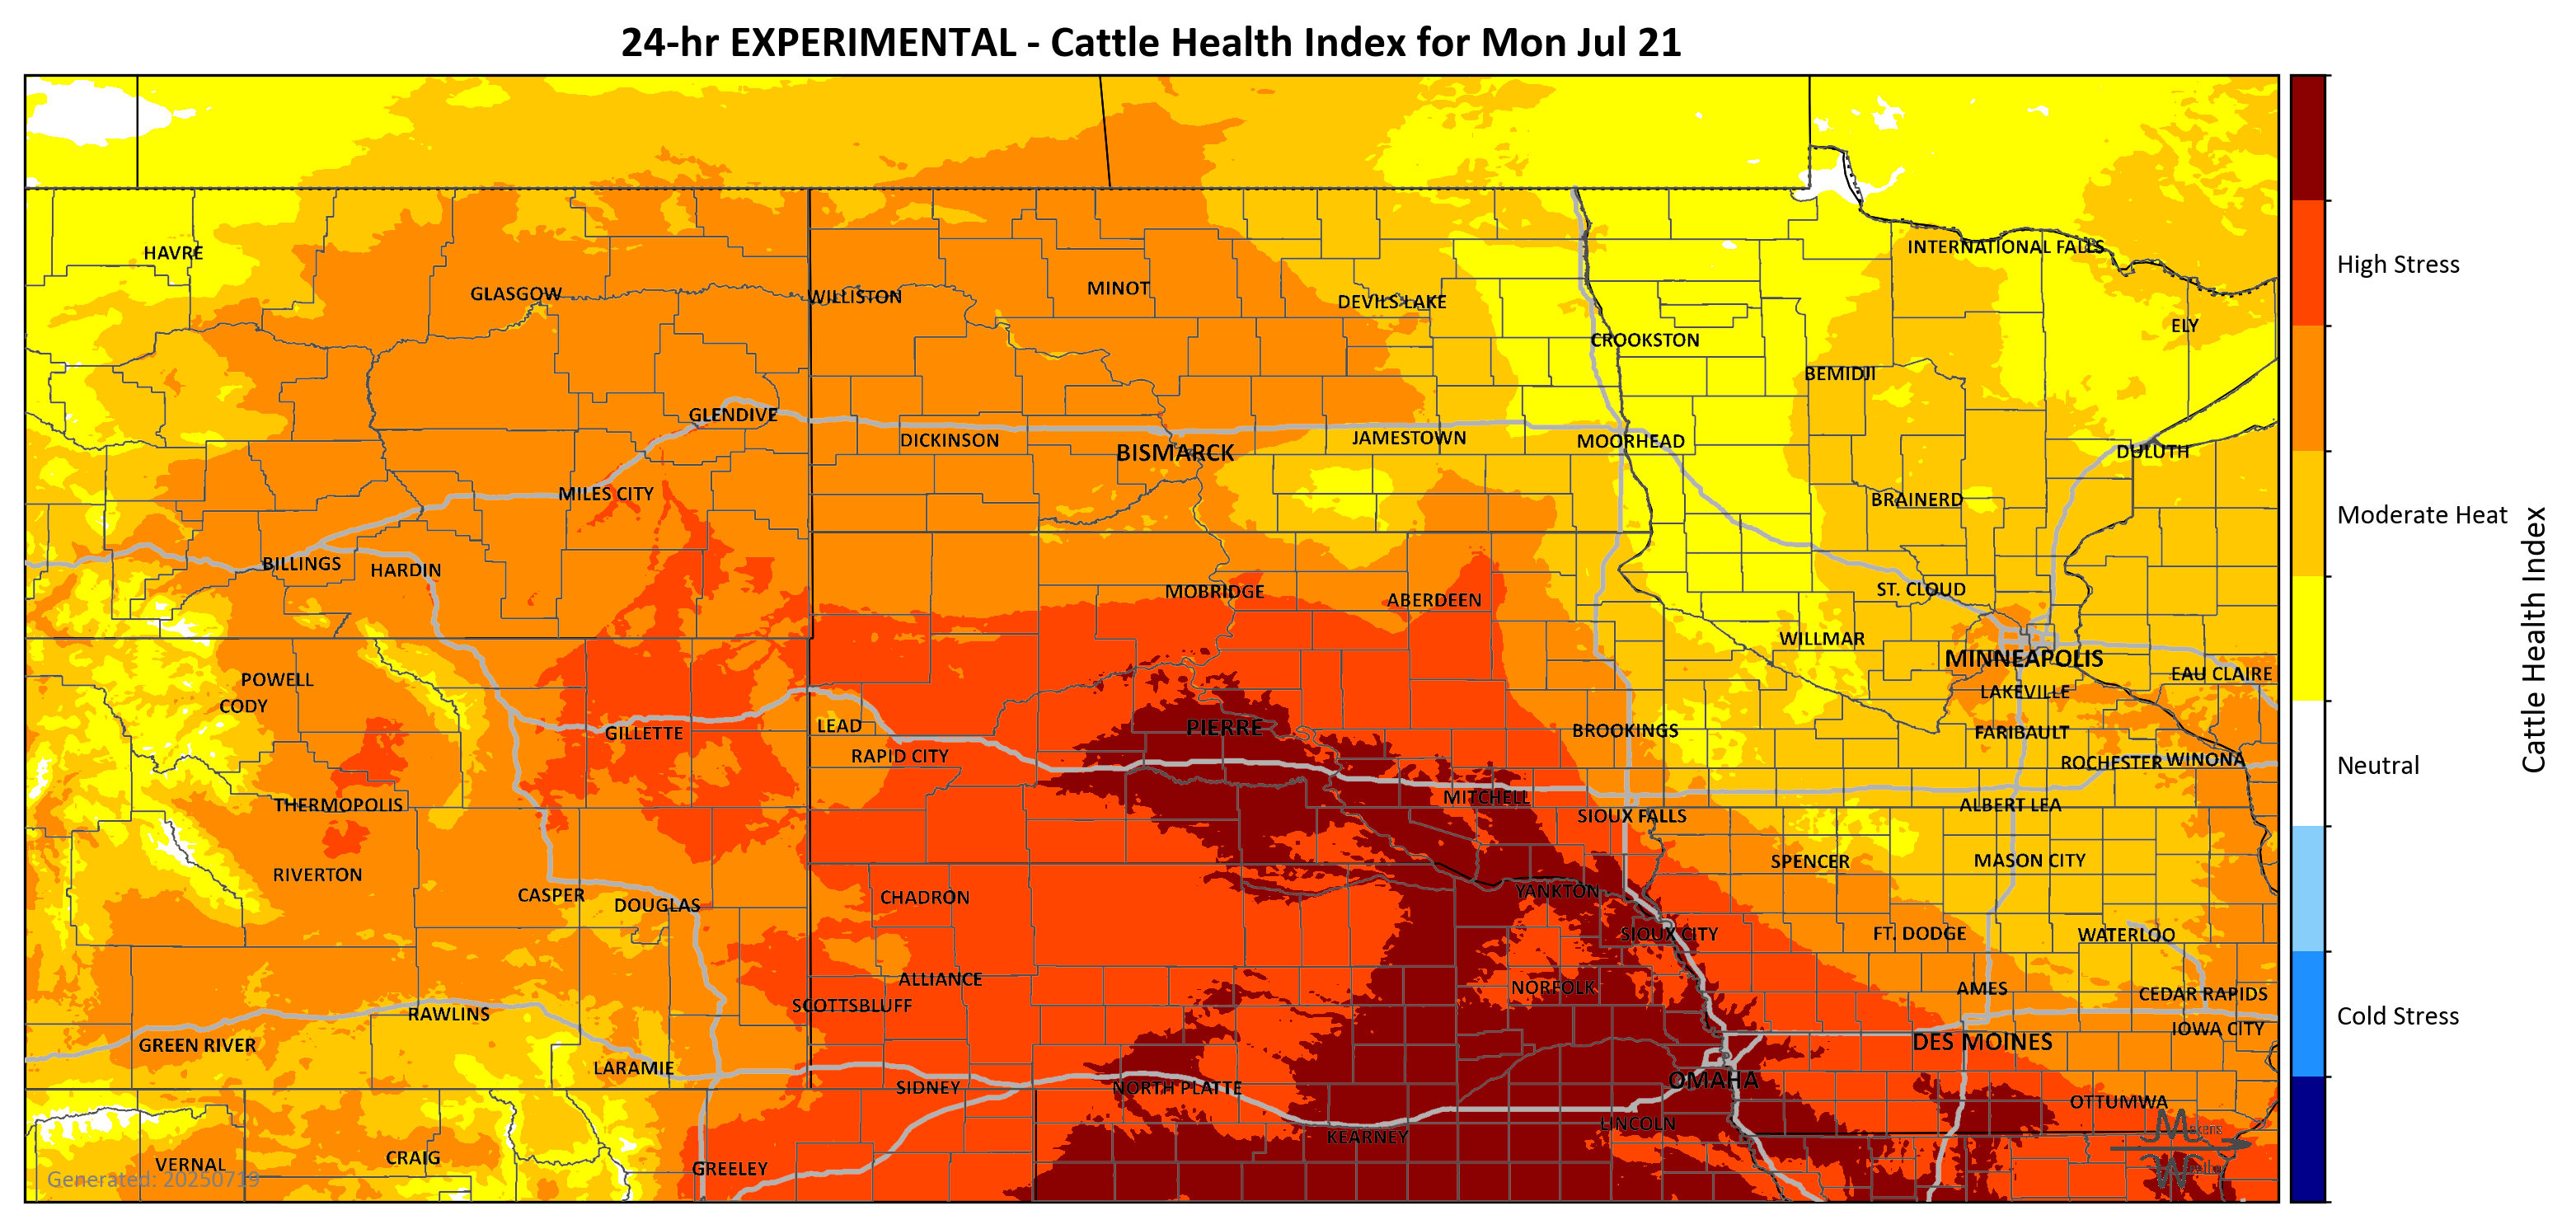 24-hr EXPERIMENTAL - Cattle Health Index for Mon Jul 21
HAVRE
INTERNATIONAL FALLS
High Stress
GLASGOW
WILLISTON
MINOT
DEVILS LAKE
ELY
CROOKSTON
BEMIDJI
GLENDIVE
DICKINSON
BISMARCK
JAMESTOWN
MOORHEAD
DULUTH
MILES CITY
BRAINERD
Moderate Heat
BILLINGS
HARDIN
MOBRIDGE
ABERDEEN
ST. CLOUD
WILLMAR
MINNEAPOLIS
Cattle Health Index
POWELL
EAU CLAIRE
CODY
LAKEVILLE
GILLETTE
LEAD
PIERRE
BROOKINGS
FARIBAULT
RAPID CITY
ROCHESTER
WINONA
Neutral
THERMOPOLIS
MITCHELL
SIOUX FALLS
ALBERT LEA
RIVERTON
SPENCER
MASON CITY
CASPER
DOUGLAS
CHADRON
YANKTON
SIOUX CITY
FT. DODGE
WATERLOO
ALLIANCE
NORFOLK
AMES
CEDAR RAPIDS
SCOTTSBLUFF
RAWLINS
Cold Stress
GREEN RIVER
DES MOINES
IOWA CITY
LARAMIE
SIDNEY
NORTH PLATTE
OMAHA
OTTUMWA
KEARNEY
LINCOLN
VERNAL
CRAIG
GREELEY
Generated: 20250719